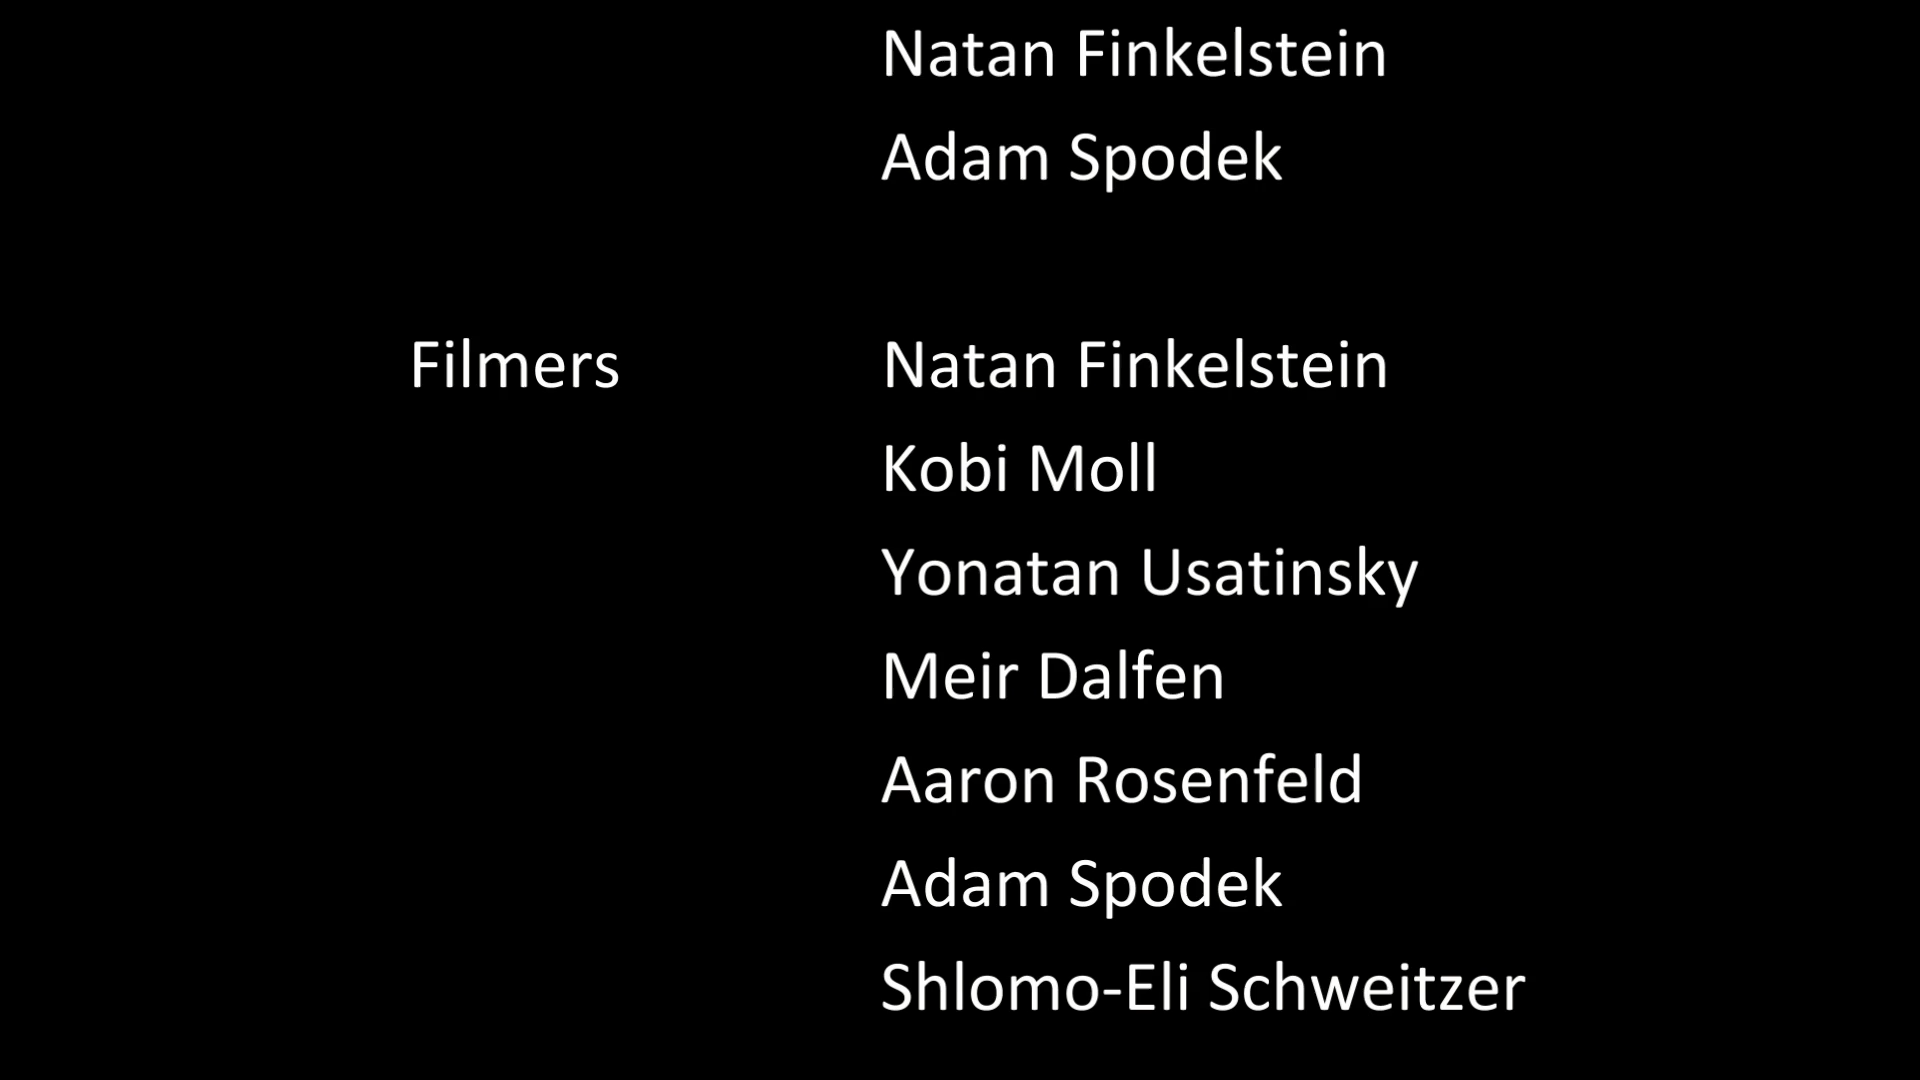 Natan Finkelstein
Adam Spodek
Filmers Natan Finkelstein
Kobi Moll
Yonatan Usatinsky
Meir Dalfen
Aaron Rosenfeld
Adam Spodek
Shlomo-Eli Schweitzer